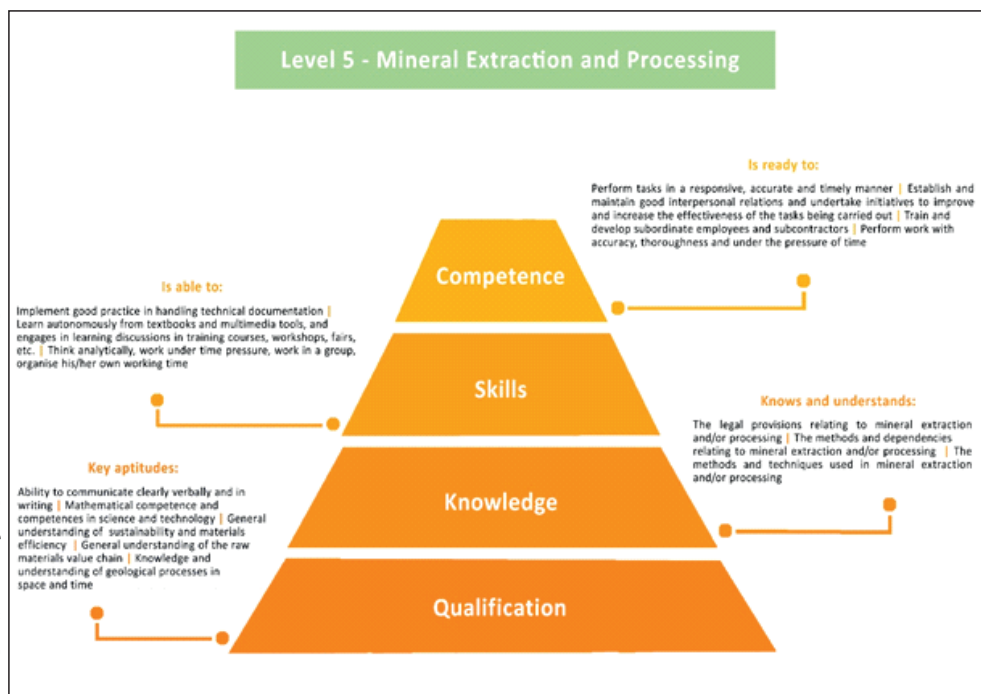 Level 5 - Mineral Extraction and Processing
Is ready to:
Perform tasks in a responsive, accurate and timely manner | Establish and
maintain good interpersonal relations and undertake initiatives to improve
and increase the effectiveness of the tasks being carried out | Train and
develop subordinate employees and subcontractors | Perform work with
accuracy, thoroughness and under the pressure of time
Competence
Is able to:
Implement good practice in handling technical documentation |
Learn autonomously from textbooks and multimedia tools, and
engages in learning discussions in training courses, workshops, fairs,
etc. | Think analytically, work under time pressure, work in a group,
organise his/her own working time
Skills
Knows and understands:
The legal provisions relating to mineral extraction
and/or processing | The methods and dependencies
relating to mineral extraction and/or processing | The
methods and techniques used in mineral extraction
and/or processing
Knowledge
Key aptitudes:
Ability to communicate clearly verbally and in
writing | Mathematical competence and
competences in science and technology | General
understanding of sustainability and materials
efficiency | General understanding of the raw
materials value chain | Knowledge and
understanding of geological processes in
space and time
Qualification